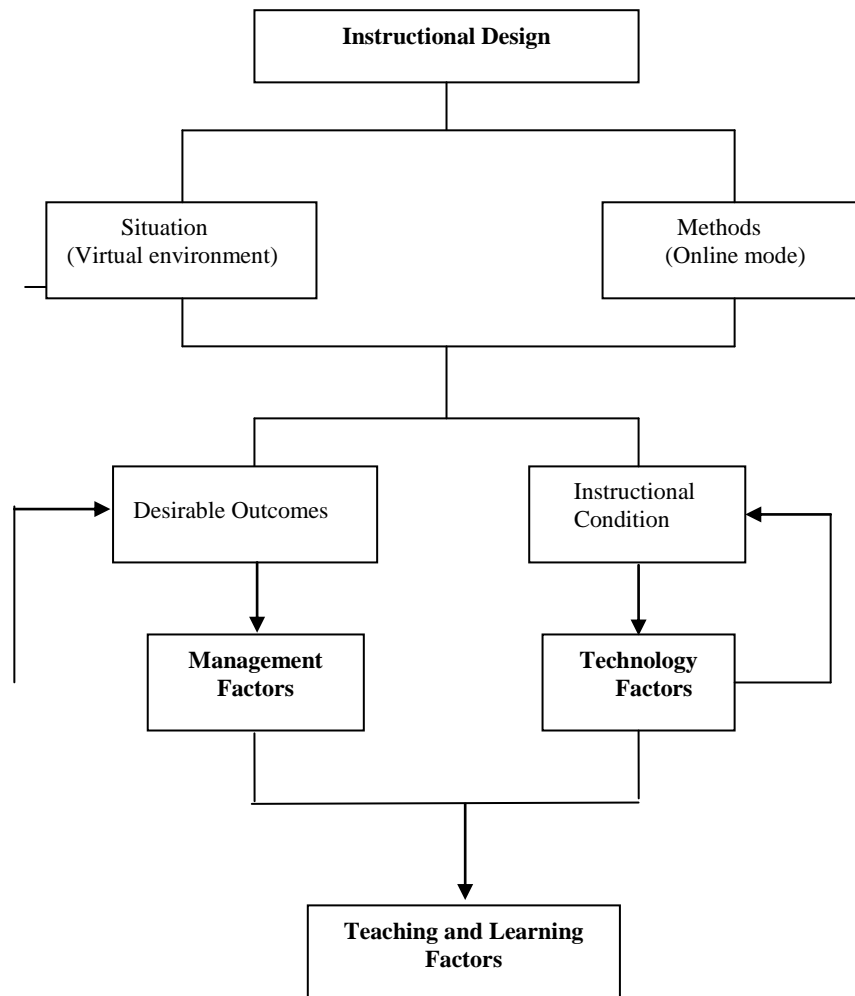 Instructional Design
Situation
(Virtual environment)
Methods
(Online mode)
Desirable Outcomes
Instructional
Condition
Management
Factors
Technology
Factors
Teaching and Learning
Factors